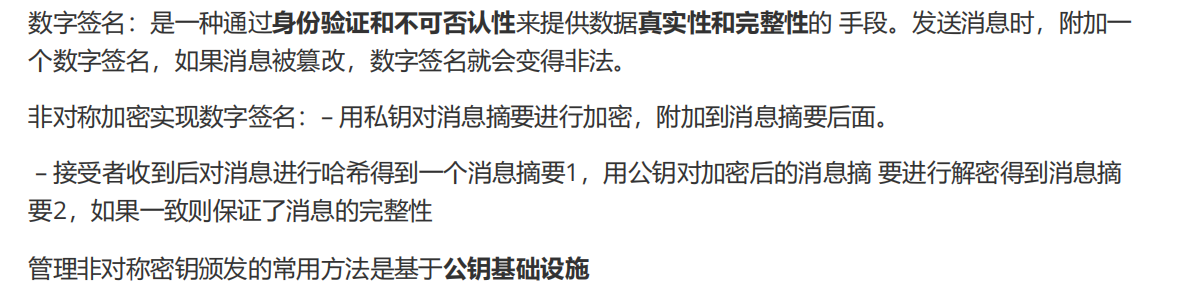 数字签名：是一种通过身份验证和不可否认性来提供数据真实性和完整性的 手段。发送消息时，附加一
个数字签名，如果消息被篡改，数字签名就会变得非法。
非对称加密实现数字签名：– 用私钥对消息摘要进行加密，附加到消息摘要后面。
– 接受者收到后对消息进行哈希得到一个消息摘要1，用公钥对加密后的消息摘 要进行解密得到消息摘
要2，如果一致则保证了消息的完整性
管理非对称密钥颁发的常用方法是基于公钥基础设施